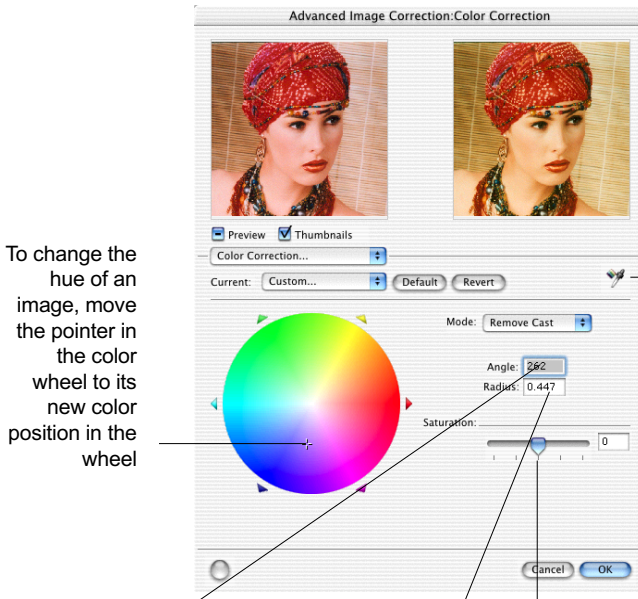 Advanced Image Correction:Color Correction
Preview
Thumbnails
Color Correction...
Current: Custom... Default Revert
To change the
hue of an
image, move
the pointer in
the color
wheel to its
new color
position in the
wheel
Mode: Remove Cast
Angle: 262
Radius: 0.447
Saturation:
0
Cancel OK